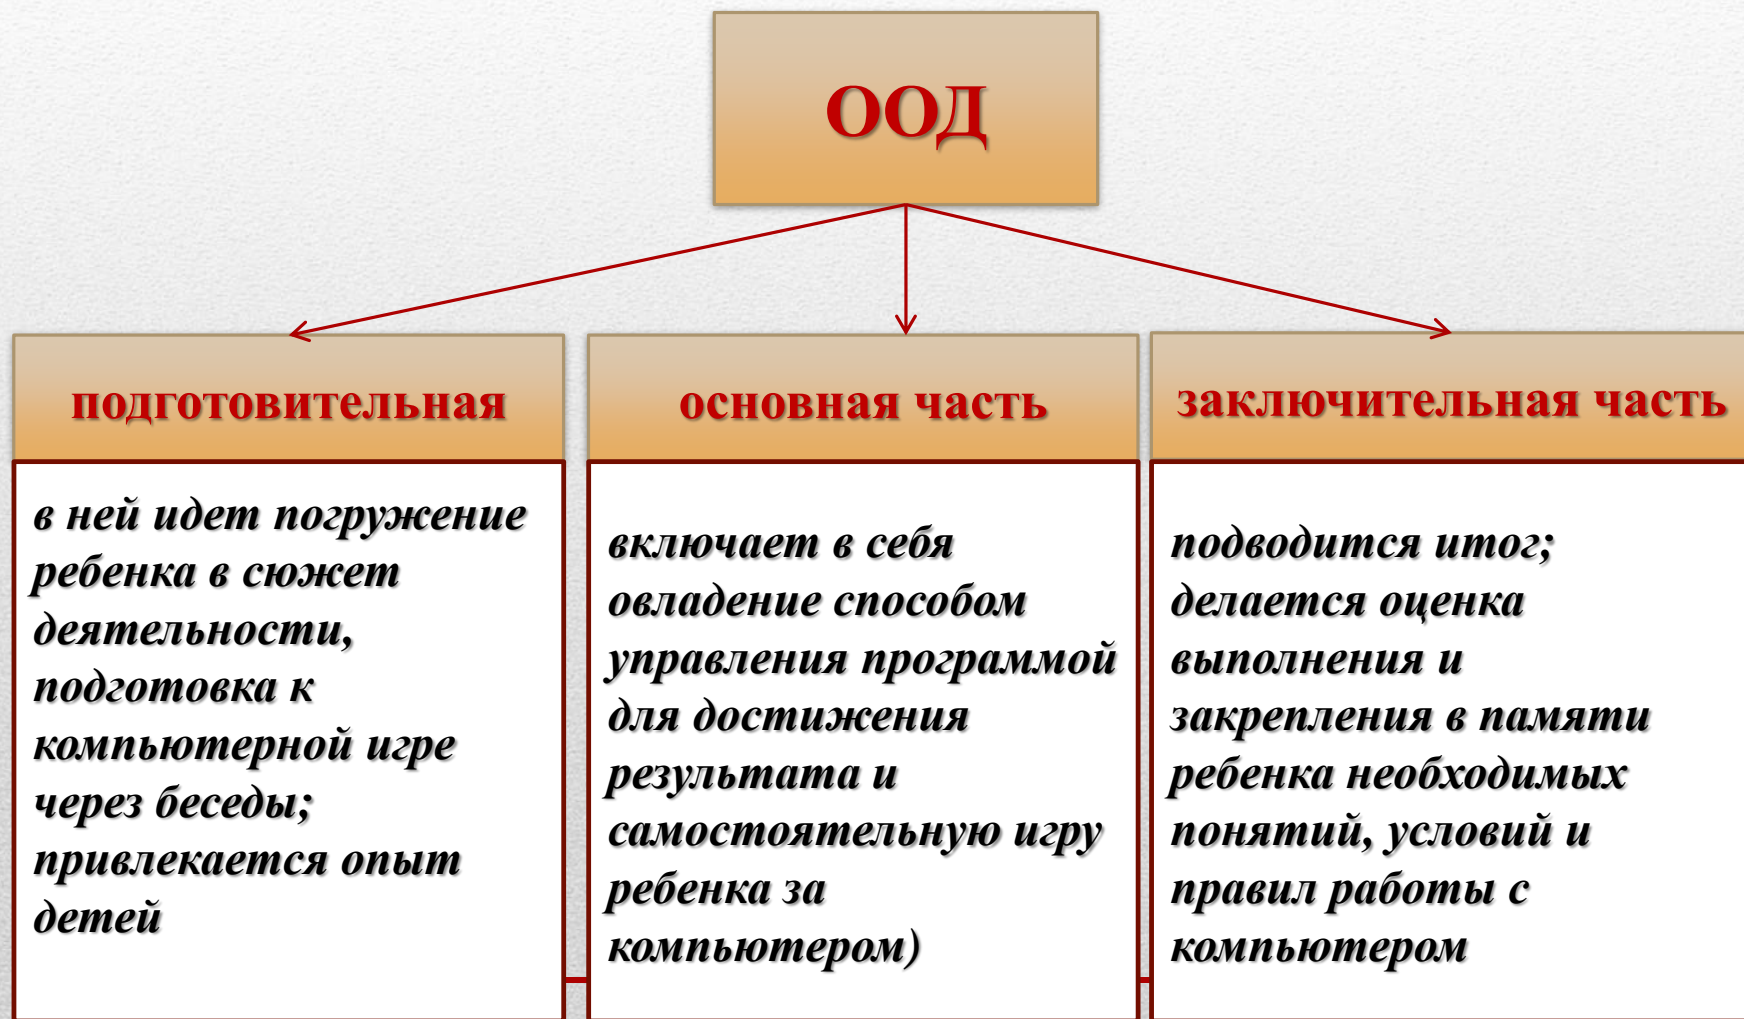 ООД
подготовительная
в ней идет погружение
ребенка в сюжет
деятельности,
подготовка к
компьютерной игре
через беседы;
привлекается опыт
детей
основная часть
включает в себя
овладение способом
управления программой
для достижения
результата и
самостоятельную игру
ребенка за
компьютером)
заключительная часть
подводится итог;
делается оценка
выполнения и
закрепления в памяти
ребенка необходимых
понятий, условий и
правил работы с
компьютером